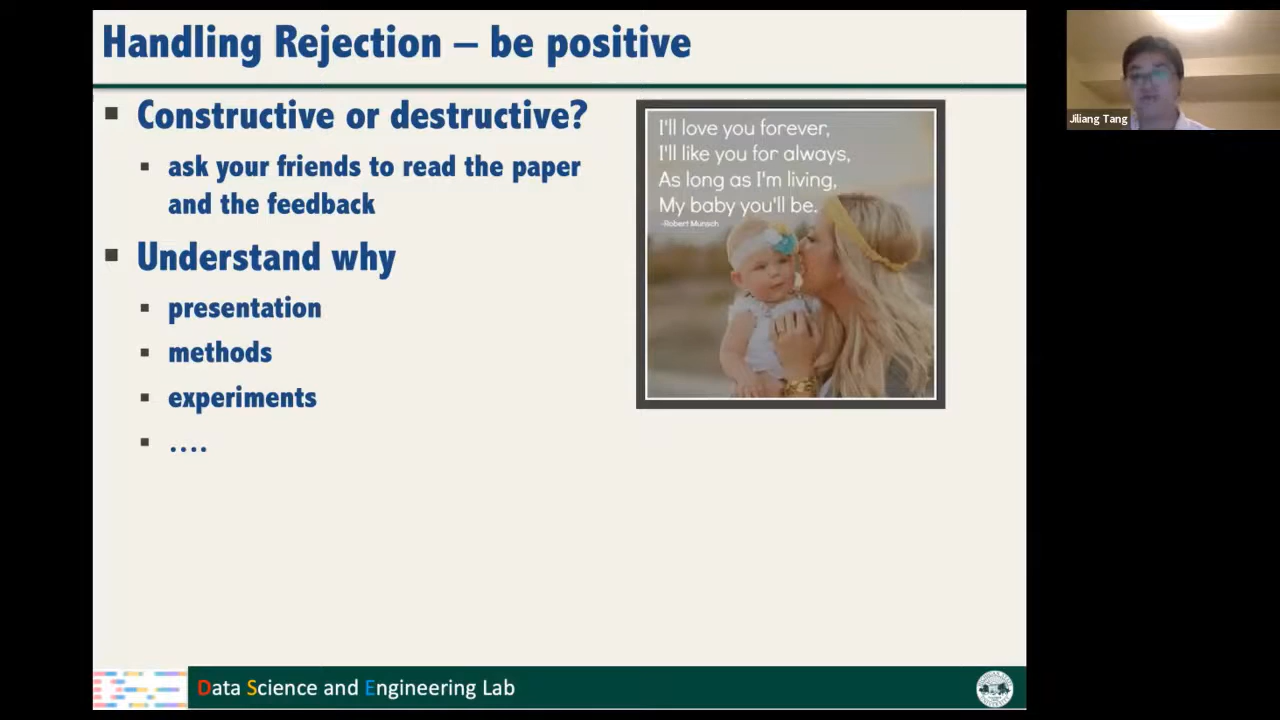 Handling Rejection – be positive
Constructive or destructive?
ask your friends to read the paper
and the feedback
Understand why
presentation
methods
experiments
....
I'll love you forever,
I'll like you for always,
As long as I'm living,
My baby you'll be.
-Robert Munsch
Jiliang Tang
Data Science and Engineering Lab